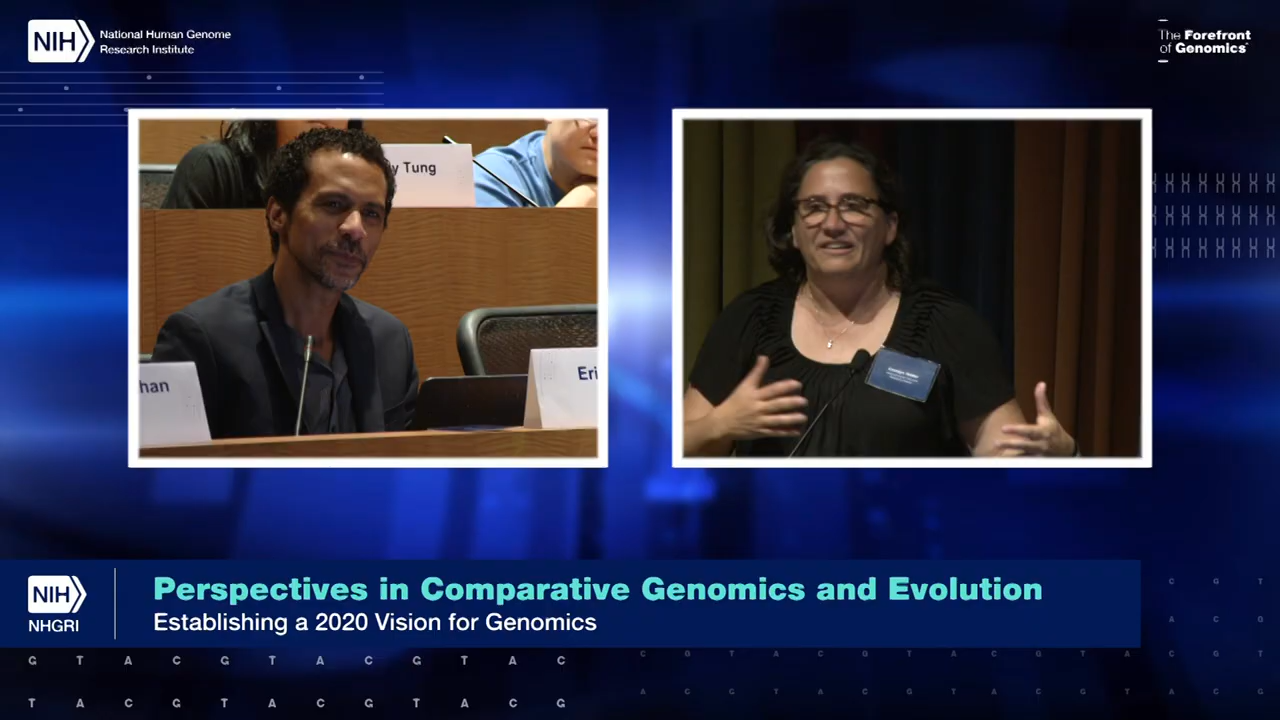 NIH
National Human Genome
Research Institute
The Forefront
of Genomics
y Tung
han
Eri
NIH
NHGRI
Perspectives in Comparative Genomics and Evolution
Establishing a 2020 Vision for Genomics
C G T
A C G
G T A C G T A C G T A C
C G T A C G T A C G T A C G T
T A C G T A C G T A C G
A C G T A C G T A C G T A C G